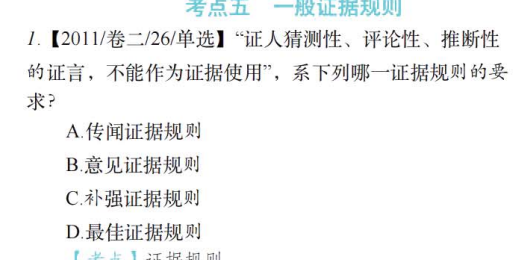 考点五 一般证据规则
1.【2011/卷二/26/单选】“证人猜测性、评论性、推断性
的证言，不能作为证据使用”，系下列哪一证据规则的要
求?
A.传闻证据规则
B.意见证据规则
C.补强证据规则
D.最佳证据规则
【考点】证据规则